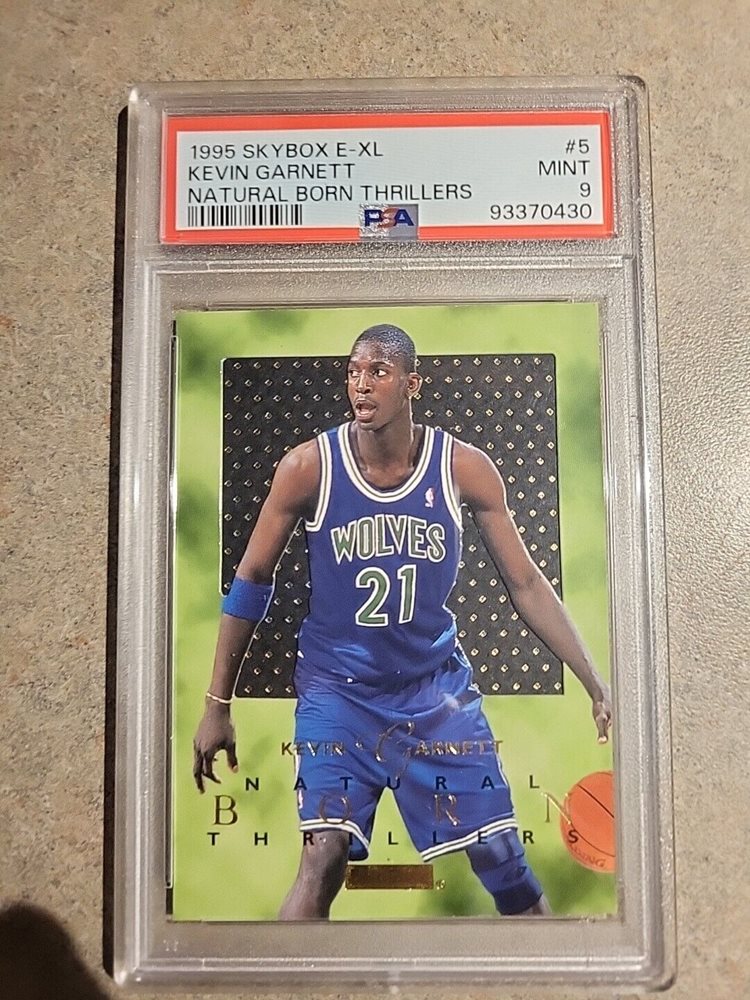 1995 SKYBOX E-XL #5
KEVIN GARNETT MINT
NATURAL BORN THRILLERS 9
PSA 93370430
WOLVES
21
KEVIN GARNETT
NATURAL
BORN
THRILLERS